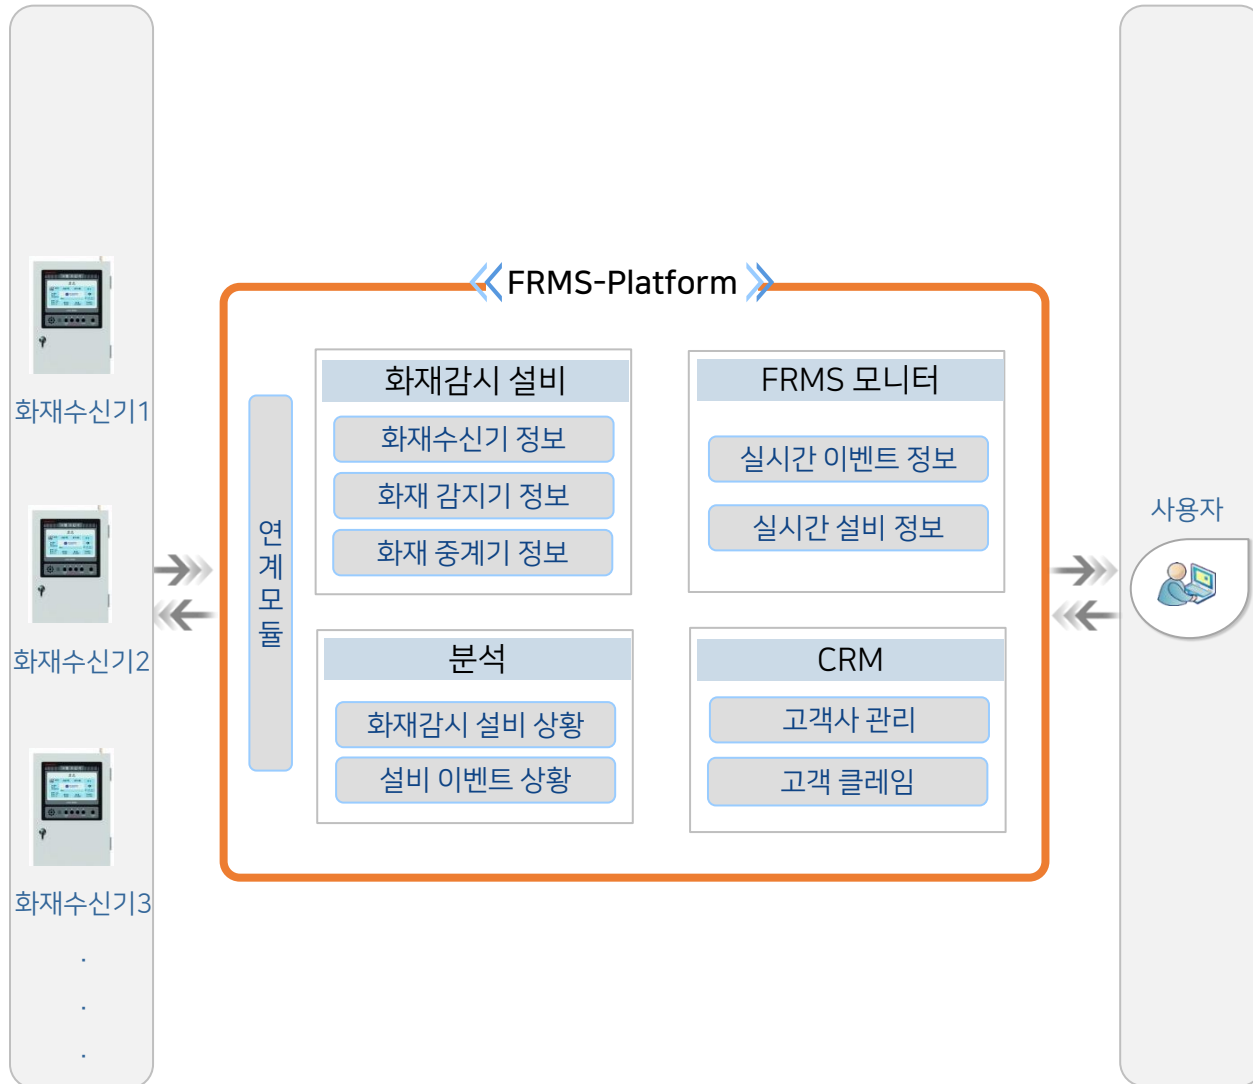 화재수신기1
화재수신기2
화재수신기3
.
.
.
FRMS-Platform
연계모듈
화재감시 설비
화재수신기 정보
화재 감지기 정보
화재 중계기 정보
FRMS 모니터
실시간 이벤트 정보
실시간 설비 정보
분석
화재감시 설비 상황
설비 이벤트 상황
CRM
고객사 관리
고객 클레임
사용자